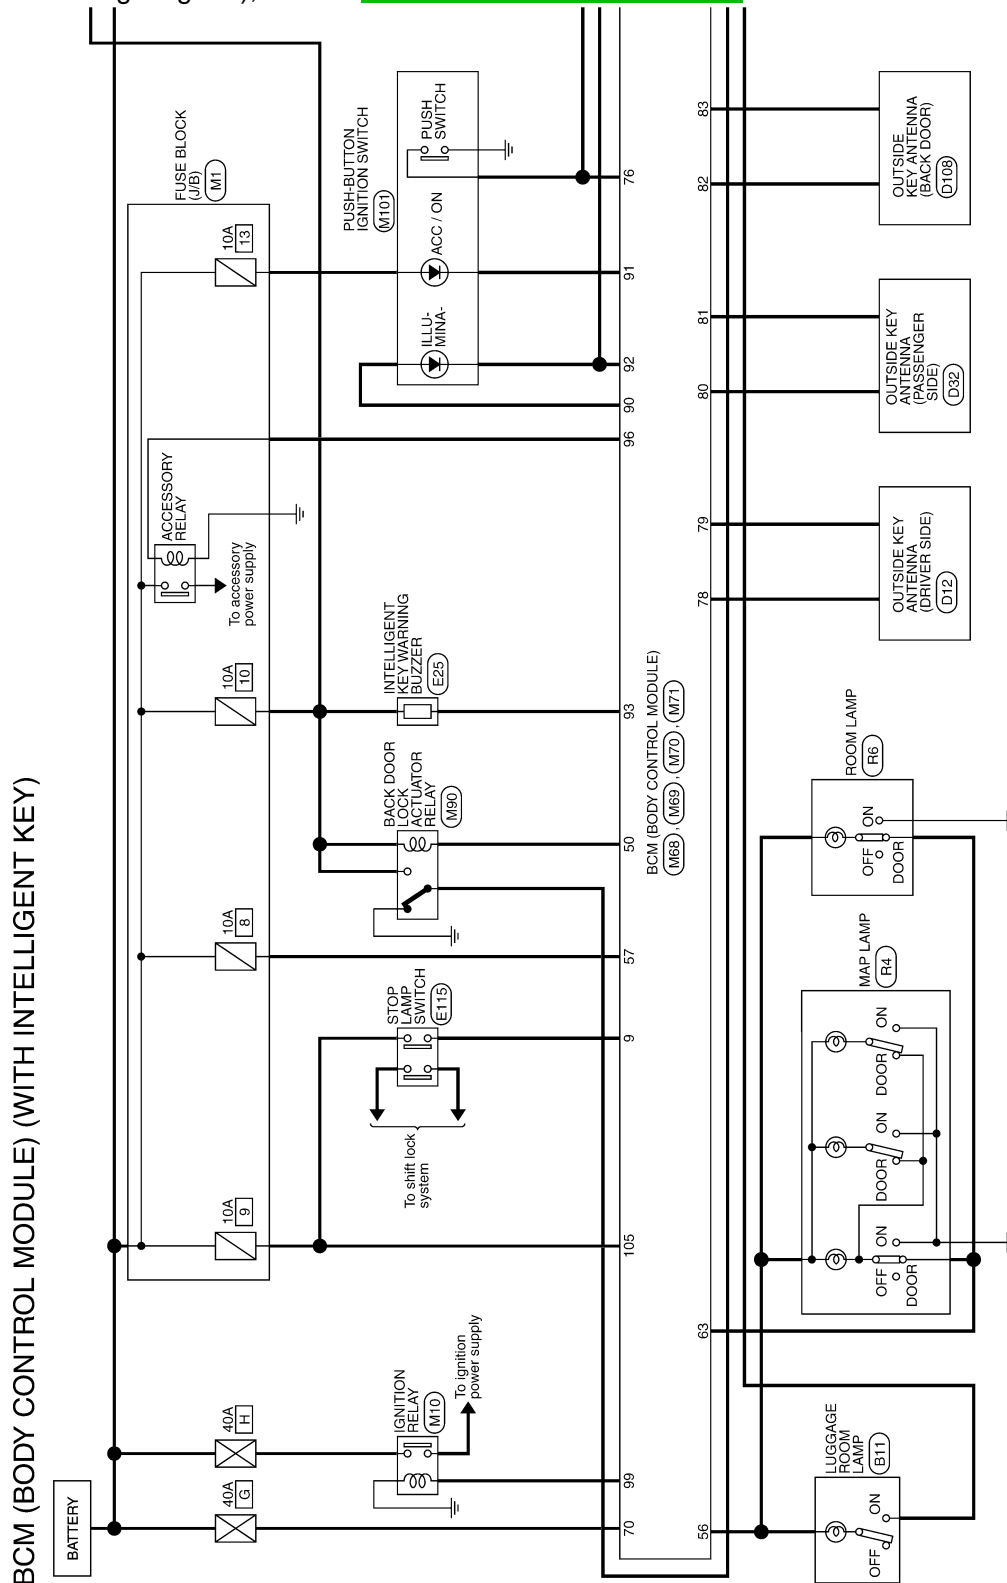 BCM (BODY CONTROL MODULE) (WITH INTELLIGENT KEY)
BATTERY
40A
G
40A
H
10A
9
10A
8
10A
10
10A
13
FUSE BLOCK
(J/B)
M1
ACCESSORY
RELAY
To accessory
power supply
IGNITION
RELAY
M10
To ignition
power supply
To shift lock
system
STOP
LAMP
SWITCH
E115
BACK DOOR
LOCK
ACTUATOR
RELAY
M90
INTELLIGENT
KEY WARNING
BUZZER
E25
PUSH-BUTTON
IGNITION SWITCH
M101
ILLU-
MINA-
ACC / ON
PUSH
SWITCH
70
99
105
9
57
50
93
96
90
92
91
76
BCM (BODY CONTROL MODULE)
M68 , M69 , M70 , M71
56
63
78
79
80
81
82
83
LUGGAGE
ROOM
LAMP
B11
OFF
ON
MAP LAMP
R4
OFF
ON
DOOR
DOOR
ON
DOOR
ON
ROOM LAMP
R6
OFF
ON
DOOR
OUTSIDE KEY
ANTENNA
(DRIVER SIDE)
D12
OUTSIDE KEY
ANTENNA
(PASSENGER
SIDE)
D32
OUTSIDE
KEY ANTENNA
(BACK DOOR)
D108